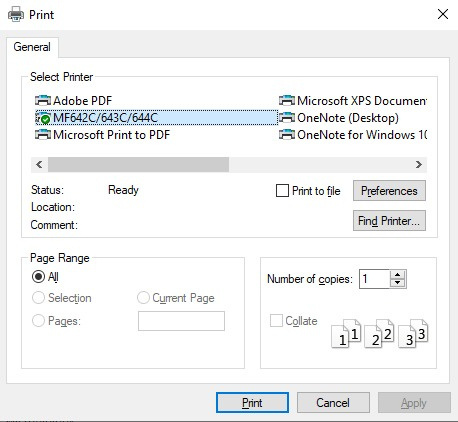 Print
General
Select Printer
Adobe PDF
MF642C/643C/644C
Microsoft Print to PDF
Microsoft XPS Documen
OneNote (Desktop)
OneNote for Windows 10
Status: Ready
Location:
Comment:
Print to file
Preferences
Find Printer...
Page Range
All
Selection
Current Page
Pages:
Number of copies: 1
Collate
1 1 2 2 3 3
Print
Cancel
Apply